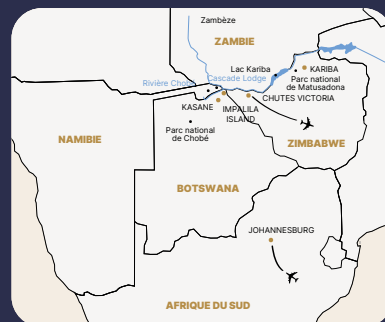 Zambèze
ZAMBIE
Lac Kariba
KARIBA
Rivière Chobé
Cascade Lodge
Parc national
de Matusadona
CHUTES VICTORIA
KASANE
IMPALILA
ISLAND
Parc national
de Chobé
NAMIBIE
ZIMBABWE
BOTSWANA
JOHANNESBURG
AFRIQUE DU SUD